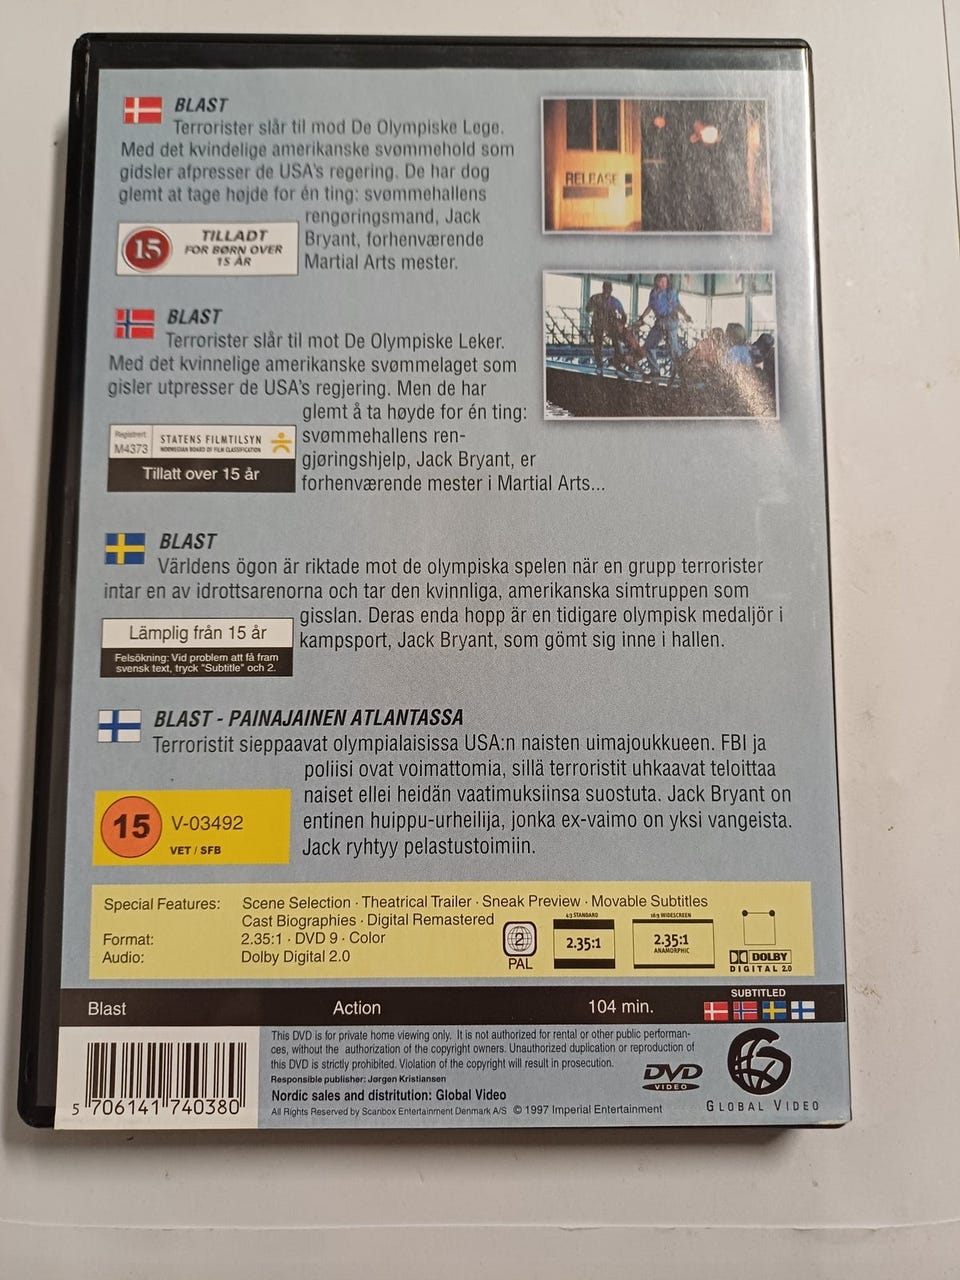 BLAST
Terrorister slår til mod De Olympiske Lege.
Med det kvindelige amerikanske svømmehold som
gidsler afpresser de USA's regering. De har dog
glemt at tage højde for én ting: svømmehallens
rengøringsmand, Jack
Bryant, forhenværende
Martial Arts mester.
15
TILLADT
FOR BØRN OVER
15 ÅR
RELEASE
BLAST
Terrorister slår til mot De Olympiske Leker.
Med det kvinnelige amerikanske svømmelaget som
gisler utpresser de USA's regjering. Men de har
glemt å ta høyde for én ting:
svømmehallens ren-
gjøringshjelp, Jack Bryant, er
forhenværende mester i Martial Arts...
Registrert
M4373
STATENS FILMTILSYN
NORWEGIAN BOARD OF FILM CLASSIFICATION
Tillatt over 15 år
BLAST
Världens ögon är riktade mot de olympiska spelen när en grupp terrorister
intar en av idrottsarenorna och tar den kvinnliga, amerikanska simtruppen som
gisslan. Deras enda hopp är en tidigare olympisk medaljör i
kampsport, Jack Bryant, som gömt sig inne i hallen.
Lämplig från 15 år
Felsökning: Vid problem att få fram
svensk text, tryck "Subtitle" och 2.
BLAST - PAINAJAINEN ATLANTASSA
Terroristit sieppaavat olympialaisissa USA:n naisten uimajoukkueen. FBI ja
poliisi ovat voimattomia, sillä terroristit uhkaavat teloittaa
naiset ellei heidän vaatimuksiinsa suostuta. Jack Bryant on
entinen huippu-urheilija, jonka ex-vaimo on yksi vangeista.
Jack ryhtyy pelastustoimiin.
15
V-03492
VET / SFB
Special Features: Scene Selection · Theatrical Trailer · Sneak Preview · Movable Subtitles
Cast Biographies · Digital Remastered
Format: 2.35:1 · DVD 9 · Color
Audio: Dolby Digital 2.0
2
PAL
4:3 STANDARD
2.35:1
16:9 WIDESCREEN
2.35:1
ANAMORPHIC
DOLBY
DIGITAL 2.0
Blast Action 104 min.
SUBTITLED
This DVD is for private home viewing only. It is not authorized for rental or other public performan-
ces, without the authorization of the copyright owners. Unauthorized duplication or reproduction of
this DVD is strictly prohibited. Violation of the copyright will result in prosecution.
Responsible publisher: Jørgen Kristiansen
Nordic sales and distrition: Global Video
All Rights Reserved by Scanbox Entertainment Denmark A/S © 1997 Imperial Entertainment
5 706141 740380
DVD
VIDEO
GLOBAL VIDEO